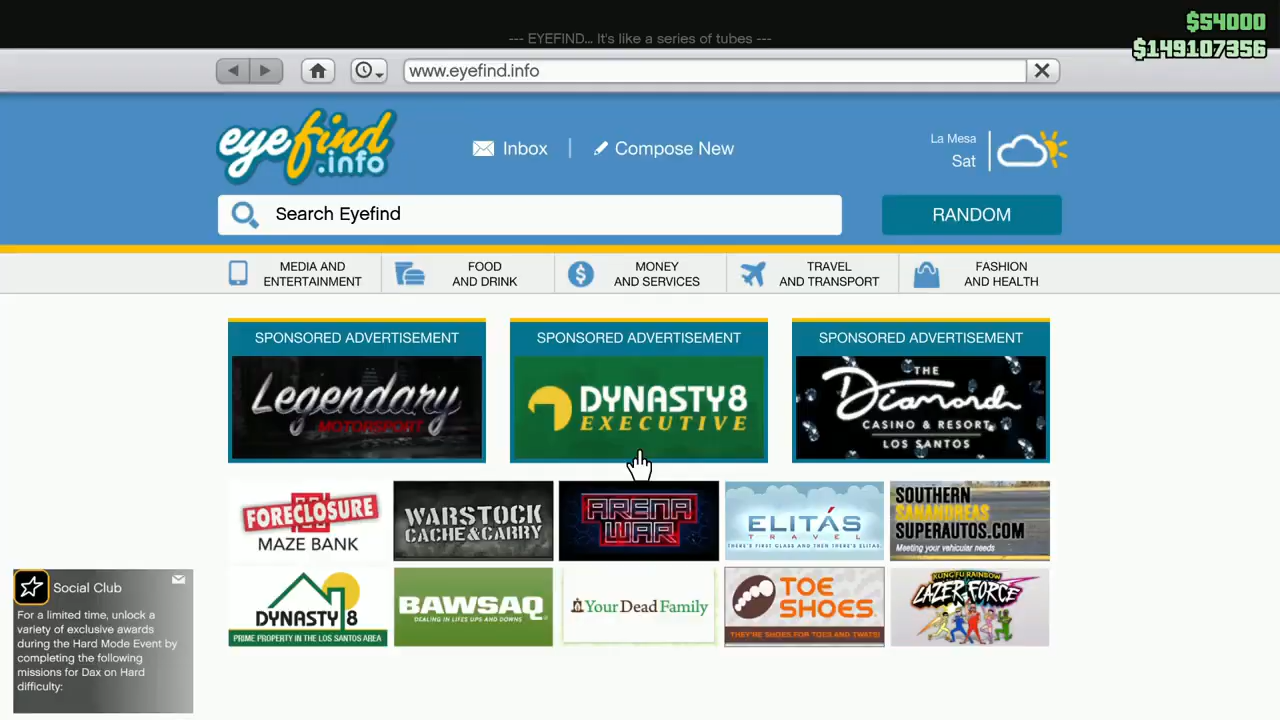 $54000
--- EYEFIND... It's like a series of tubes ---
$149107356
www.eyefind.info
eyefind.info
Inbox
Compose New
La Mesa
Sat
Search Eyefind
RANDOM
MEDIA AND
ENTERTAINMENT
FOOD
AND DRINK
MONEY
AND SERVICES
TRAVEL
AND TRANSPORT
FASHION
AND HEALTH
SPONSORED ADVERTISEMENT
Legendary
MOTORSPORT
SPONSORED ADVERTISEMENT
DYNASTY8
EXECUTIVE
SPONSORED ADVERTISEMENT
THE
Diamond
CASINO & RESORT
LOS SANTOS
FORECLOSURE
MAZE BANK
WARSTOCK
CACHE & CARRY
ARENA
WAR
ELITÁS
TRAVEL
THERE'S FIRST CLASS AND THEN THERE'S ELITAS
SOUTHERN
SANANDREAS
SUPERAUTOS.COM
Meeting your vehicular needs
DYNASTY 8
PRIME PROPERTY IN THE LOS SANTOS AREA
BAWSAQ
DEALING IN LIFES UPS AND DOWNS
YourDeadFamily
TOE
SHOES
THEY'RE SHOES FOR TOES AND TWATS!
KUNG FU RAINBOW
LAZER FORCE
Social Club
For a limited time, unlock a
variety of exclusive awards
during the Hard Mode Event by
completing the following
missions for Dax on Hard
difficulty: